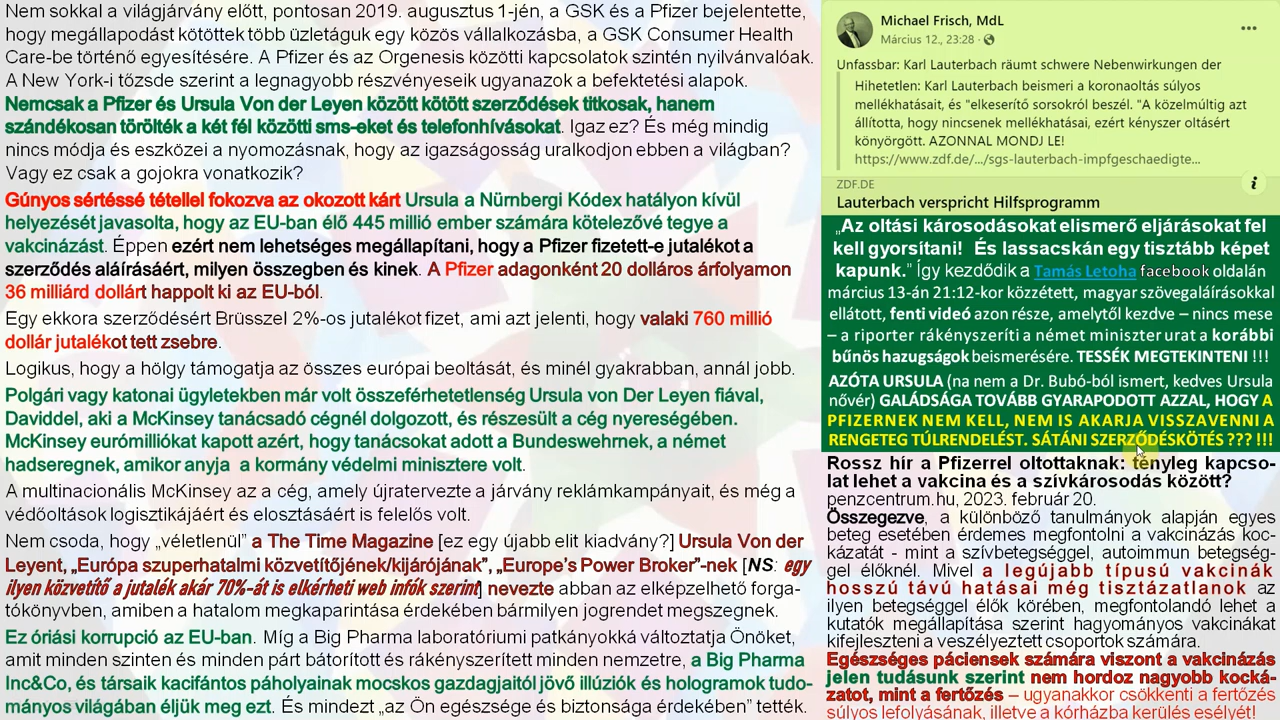 Nem sokkal a világjárvány előtt, pontosan 2019. augusztus 1-jén, a GSK és a Pfizer bejelentette,
hogy megállapodást kötöttek több üzletáguk egy közös vállalkozásba, a GSK Consumer Health
Care-be történő egyesítésére. A Pfizer és az Orgenesis közötti kapcsolatok szintén nyilvánvalóak.
A New York-i tőzsde szerint a legnagyobb részvényeseik ugyanazok a befektetési alapok.
Nemcsak a Pfizer és Ursula Von der Leyen között kötött szerződések titkosak, hanem
szándékosan törölték a két fél közötti sms-eket és telefonhívásokat. Igaz ez? És még mindig
nincs módja és eszközei a nyomozásnak, hogy az igazságosság uralkodjon ebben a világban?
Vagy ez csak a gojokra vonatkozik?
Gúnyos sértéssé tétellel fokozva az okozott kárt Ursula a Nürnbergi Kódex hatályon kívül
helyezését javasolta, hogy az EU-ban élő 445 millió ember számára kötelezővé tegye a
vakcinázást. Éppen ezért nem lehetséges megállapítani, hogy a Pfizer fizetett-e jutalékot a
szerződés aláírásáért, milyen összegben és kinek. A Pfizer adagonként 20 dolláros árfolyamon
36 milliárd dollárt happolt ki az EU-ból.
Egy ekkora szerződésért Brüsszel 2%-os jutalékot fizet, ami azt jelenti, hogy valaki 760 millió
dollár jutalékot tett zsebre.
Logikus, hogy a hölgy támogatja az összes európai beoltását, és minél gyakrabban, annál jobb.
Polgári vagy katonai ügyletekben már volt összeférhetetlenség Ursula von Der Leyen fiával,
Daviddel, aki a McKinsey tanácsadó cégnél dolgozott, és részesült a cég nyereségében.
McKinsey eurómilliókat kapott azért, hogy tanácsokat adott a Bundeswehrnek, a német
hadseregnek, amikor anyja a kormány védelmi minisztere volt.
A multinacionális McKinsey az a cég, amely újratervezte a járvány reklámkampányait, és még a
védőoltások logisztikájáért és elosztásáért is felelős volt.
Nem csoda, hogy „véletlenül” a The Time Magazine [ez egy újabb elit kiadvány?] Ursula Von der
Leyent, „Európa szuperhatalmi közvetítőjének/kijárójának”, „Europe’s Power Broker”-nek [NS: egy
ilyen közvetítő a jutalék akár 70%-át is elkérheti web infók szerint] nevezte abban az elképzelhető forga-
tókönyvben, amiben a hatalom megkaparintása érdekében bármilyen jogrendet megszegnek.
Ez óriási korrupció az EU-ban. Míg a Big Pharma laboratóriumi patkányokká változtatja Önöket,
amit minden szinten és minden párt bátorított és rákényszerített minden nemzetre, a Big Pharma
Inc&Co, és társaik kacifántos páholyainak mocskos gazdagjaitól jövő illúziók és hologramok tudo-
mányos világában éljük meg ezt. És mindezt „az Ön egészsége és biztonsága érdekében” tették.
Michael Frisch, MdL
Március 12., 23:28 ·
Unfassbar: Karl Lauterbach räumt schwere Nebenwirkungen der
Hihetetlen: Karl Lauterbach beismeri a koronaoltás súlyos
mellékhatásait, és "elkeserítő sorsokról beszél. "A közelmúltig azt
állította, hogy nincsenek mellékhatásai, ezért kényszer oltásért
könyörgött. AZONNAL MONDJ LE!
https://www.zdf.de/.../sgs-lauterbach-impfgeschaedigte...
ZDF.DE
Lauterbach verspricht Hilfsprogramm
„Az oltási károsodásokat elismerő eljárásokat fel
kell gyorsítani! És lassacskán egy tisztább képet
kapunk.” Így kezdődik a Tamás Letoha facebook oldalán
március 13-án 21:12-kor közzétett, magyar szövegaláírásokkal
ellátott, fenti videó azon része, amelytől kezdve – nincs mese
– a riporter rákényszeríti a német miniszter urat a korábbi
bűnös hazugságok beismerésére. TESSÉK MEGTEKINTENI !!!
AZÓTA URSULA (na nem a Dr. Bubó-ból ismert, kedves Ursula
nővér) GALÁDSÁGA TOVÁBB GYARAPODOTT AZZAL, HOGY A
PFIZERNEK NEM KELL, NEM IS AKARJA VISSZAVENNI A
RENGETEG TÚLRENDELÉST. SÁTÁNI SZERZŐDÉSKÖTÉS ??? !!!
Rossz hír a Pfizerrel oltottaknak: tényleg kapcso-
lat lehet a vakcina és a szívkárosodás között?
penzcentrum.hu, 2023. február 20.
Összegezve, a különböző tanulmányok alapján egyes
beteg esetében érdemes megfontolni a vakcinázás koc-
kázatát - mint a szívbetegséggel, autoimmun betegség-
gel élőknél. Mivel a legújabb típusú vakcinák
hosszú távú hatásai még tisztázatlanok az
ilyen betegséggel élők körében, megfontolandó lehet a
kutatók megállapítása szerint hagyományos vakcinákat
kifejleszteni a veszélyeztetett csoportok számára.
Egészséges páciensek számára viszont a vakcinázás
jelen tudásunk szerint nem hordoz nagyobb kocká-
zatot, mint a fertőzés – ugyanakkor csökkenti a fertőzés
súlyos lefolyásának, illetve a kórházba kerülés esélyét!